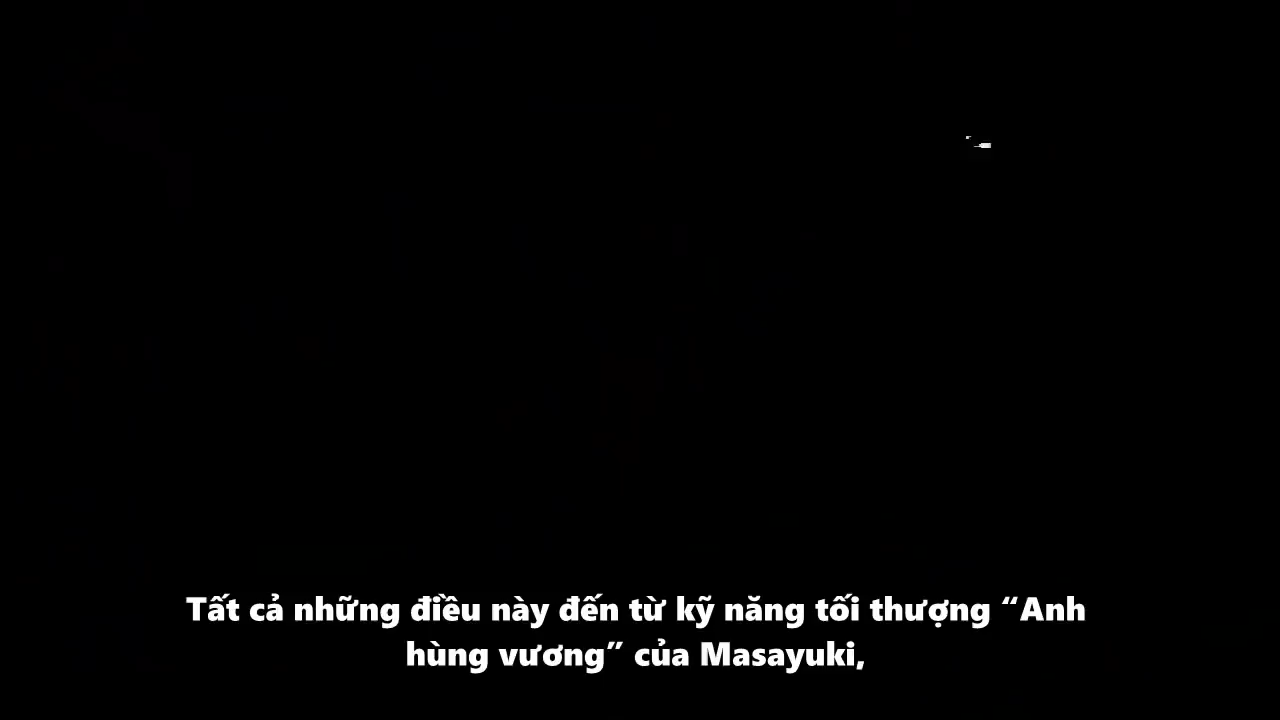 Tất cả những điều này đến từ kỹ năng tối thượng “Anh
hùng vương” của Masayuki,